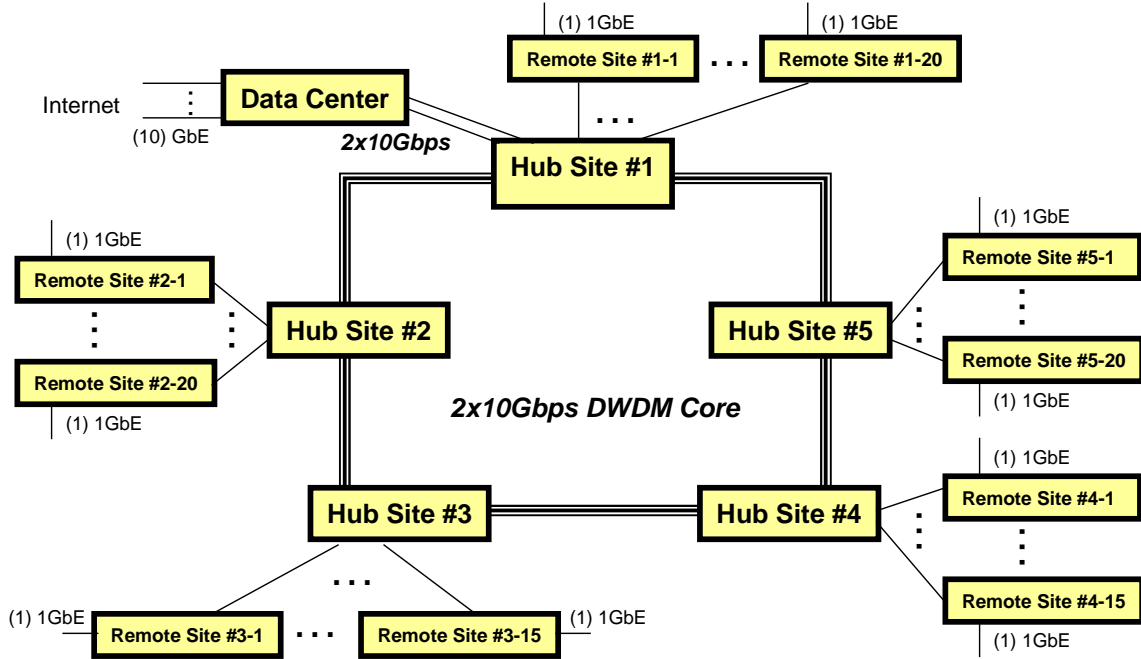 (1) 1GbE
(1) 1GbE
Remote Site #1-1
. . .
Remote Site #1-20
Internet
Data Center
. . .
(10) GbE
2x10Gbps
Hub Site #1
(1) 1GbE
(1) 1GbE
Remote Site #2-1
Remote Site #5-1
Hub Site #2
Hub Site #5
Remote Site #2-20
Remote Site #5-20
(1) 1GbE
(1) 1GbE
2x10Gbps DWDM Core
(1) 1GbE
Remote Site #4-1
Hub Site #3
Hub Site #4
. . .
Remote Site #4-15
(1) 1GbE
Remote Site #3-1
. . .
Remote Site #3-15
(1) 1GbE
(1) 1GbE